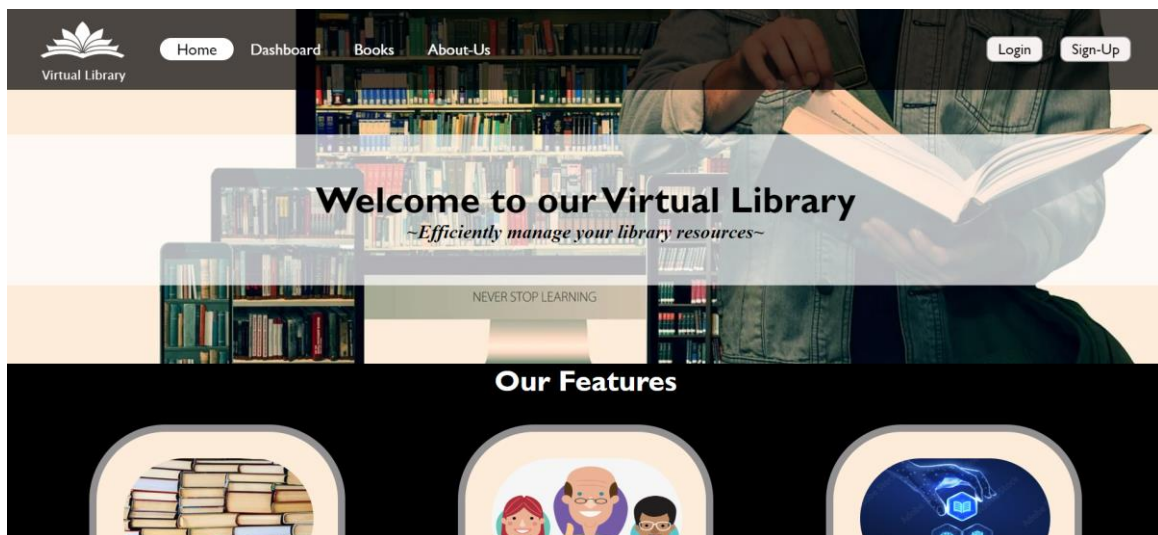 Home Dashboard Books About-Us Login Sign-Up
Virtual Library
Welcome to our Virtual Library
~Efficiently manage your library resources~
NEVER STOP LEARNING
Our Features